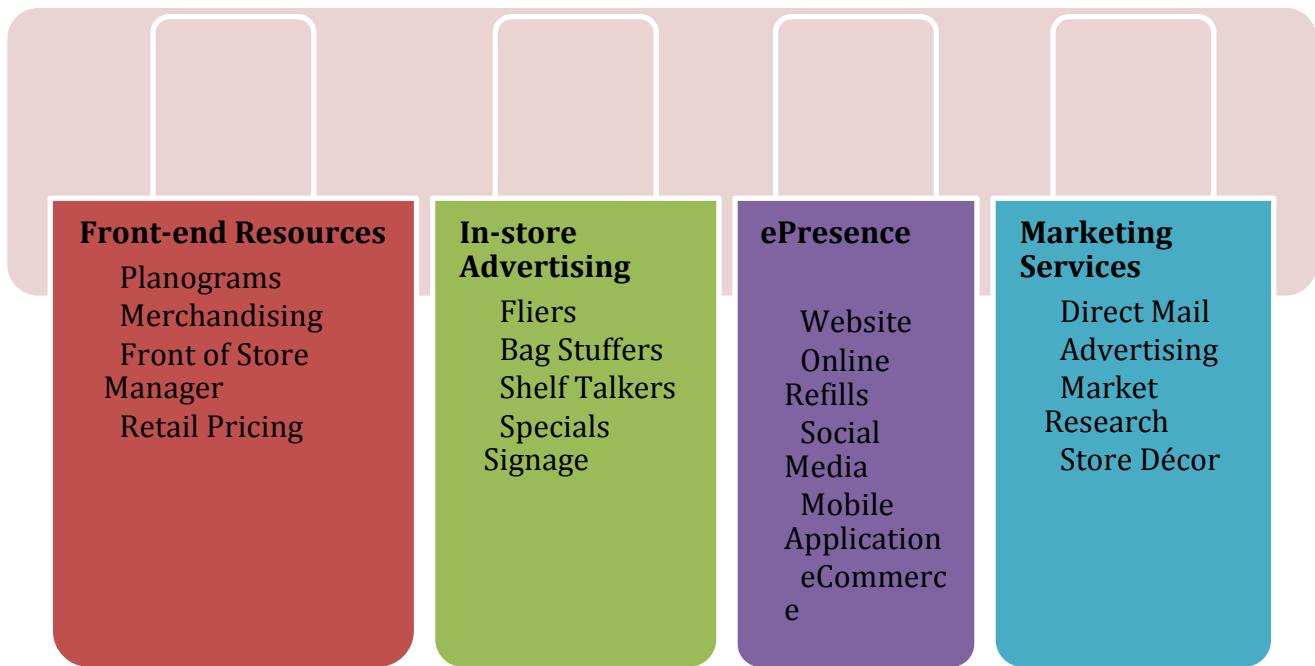 Front-end Resources
Planograms
Merchandising
Front of Store
Manager
Retail Pricing
In-store
Advertising
Fliers
Bag Stuffers
Shelf Talkers
Specials
Signage
ePresence
Website
Online
Refills
Social
Media
Mobile
Application
eCommerc
e
Marketing
Services
Direct Mail
Advertising
Market
Research
Store Décor